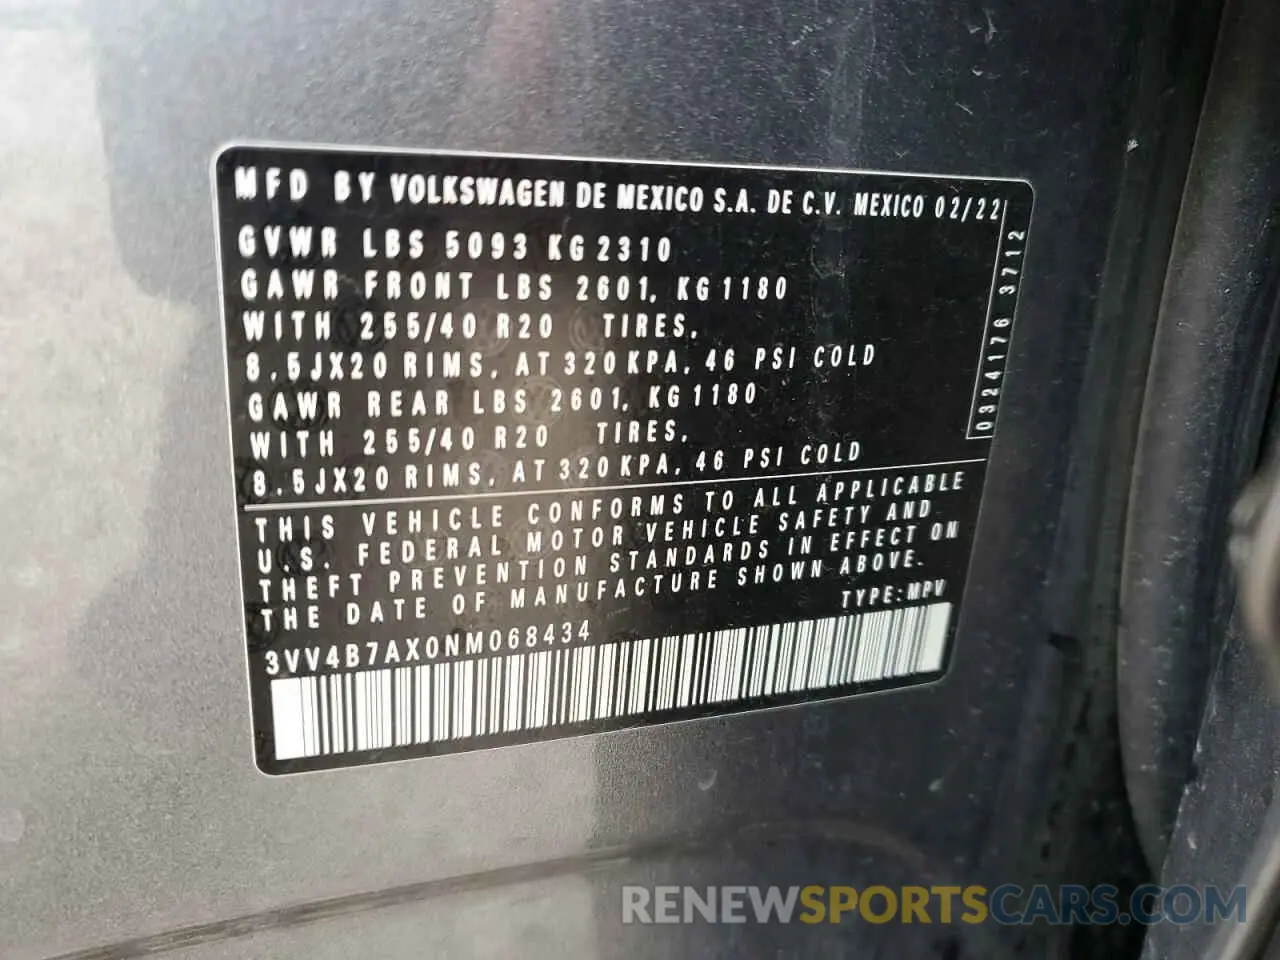 MFD BY VOLKSWAGEN DE MEXICO S.A. DE C.V. MEXICO 02/22
GVWR LBS 5093 KG 2310
GAWR FRONT LBS 2601, KG 1180
WITH 255/40 R20 TIRES,
8.5JX20 RIMS, AT 320 KPA, 46 PSI COLD
GAWR REAR LBS 2601, KG 1180
WITH 255/40 R20 TIRES,
8.5JX20 RIMS, AT 320 KPA, 46 PSI COLD
0324176 3712
THIS VEHICLE CONFORMS TO ALL APPLICABLE
U.S. FEDERAL MOTOR VEHICLE SAFETY AND
THEFT PREVENTION STANDARDS IN EFFECT ON
THE DATE OF MANUFACTURE SHOWN ABOVE.
3VV4B7AX0NM068434 TYPE:MPV
RENEWSPORTSCARS.COM